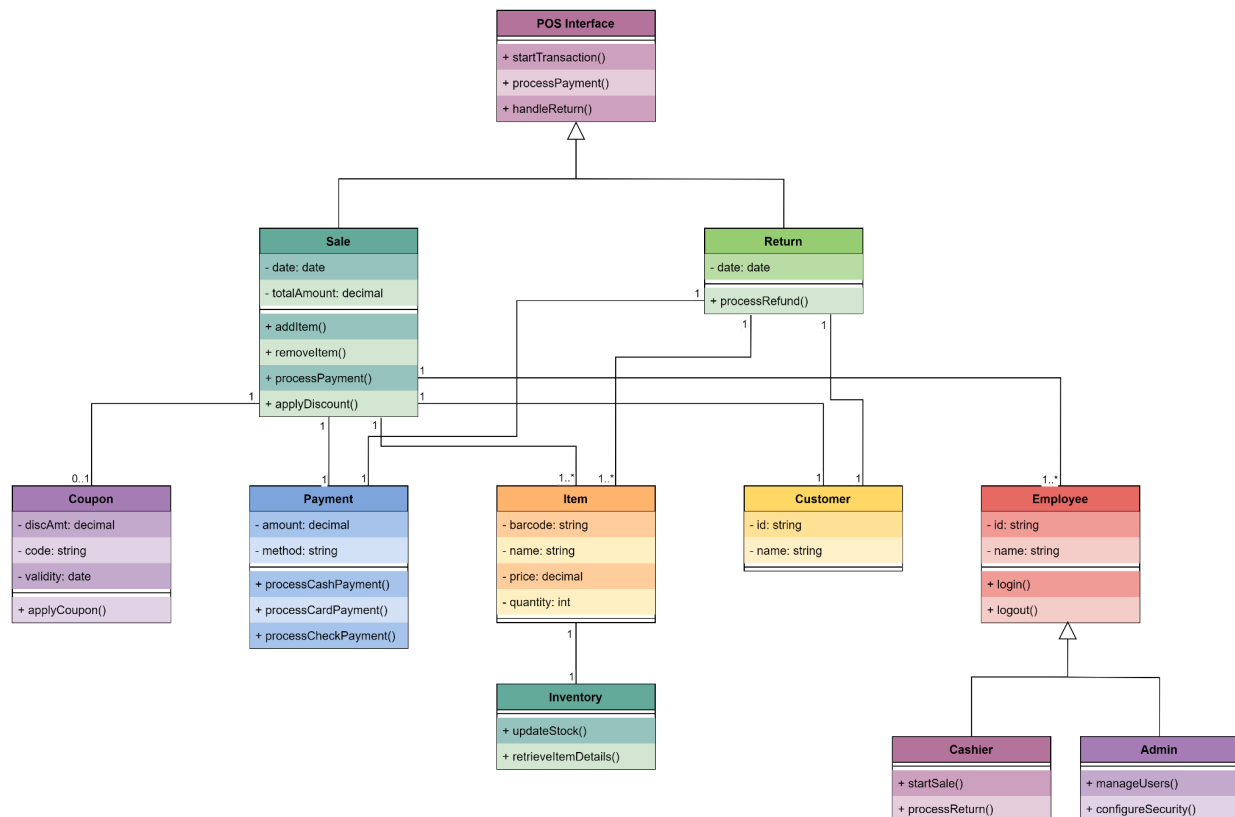 POS Interface
+ startTransaction()
+ processPayment()
+ handleReturn()
Sale
- date: date
- totalAmount: decimal
+ addItem()
+ removeItem()
+ processPayment()
+ applyDiscount()
Return
- date: date
+ processRefund()
1
1
1
1
1
1
1
1
0..1
1
1
1..*
1..*
1
1
1..*
Coupon
- discAmt: decimal
- code: string
- validity: date
+ applyCoupon()
Payment
- amount: decimal
- method: string
+ processCashPayment()
+ processCardPayment()
+ processCheckPayment()
Item
- barcode: string
- name: string
- price: decimal
- quantity: int
Customer
- id: string
- name: string
Employee
- id: string
- name: string
+ login()
+ logout()
1
1
Inventory
+ updateStock()
+ retrieveItemDetails()
Cashier
+ startSale()
+ processReturn()
Admin
+ manageUsers()
+ configureSecurity()